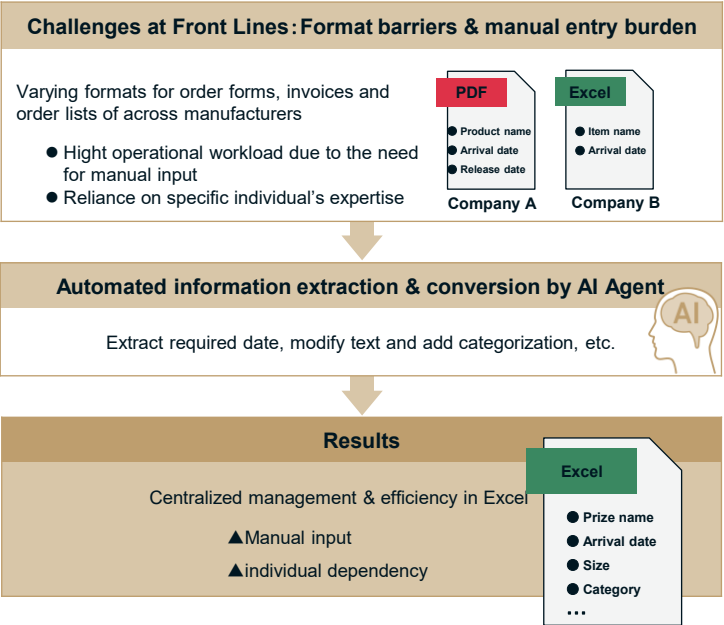 Challenges at Front Lines：Format barriers & manual entry burden
Varying formats for order forms, invoices and
order lists of across manufacturers
● Hight operational workload due to the need
for manual input
● Reliance on specific individual’s expertise
PDF
● Product name
● Arrival date
● Release date
Company A
Excel
● Item name
● Arrival date
Company B
Automated information extraction & conversion by AI Agent
AI
Extract required date, modify text and add categorization, etc.
Results
Centralized management & efficiency in Excel
▲Manual input
▲individual dependency
Excel
● Prize name
● Arrival date
● Size
● Category
…